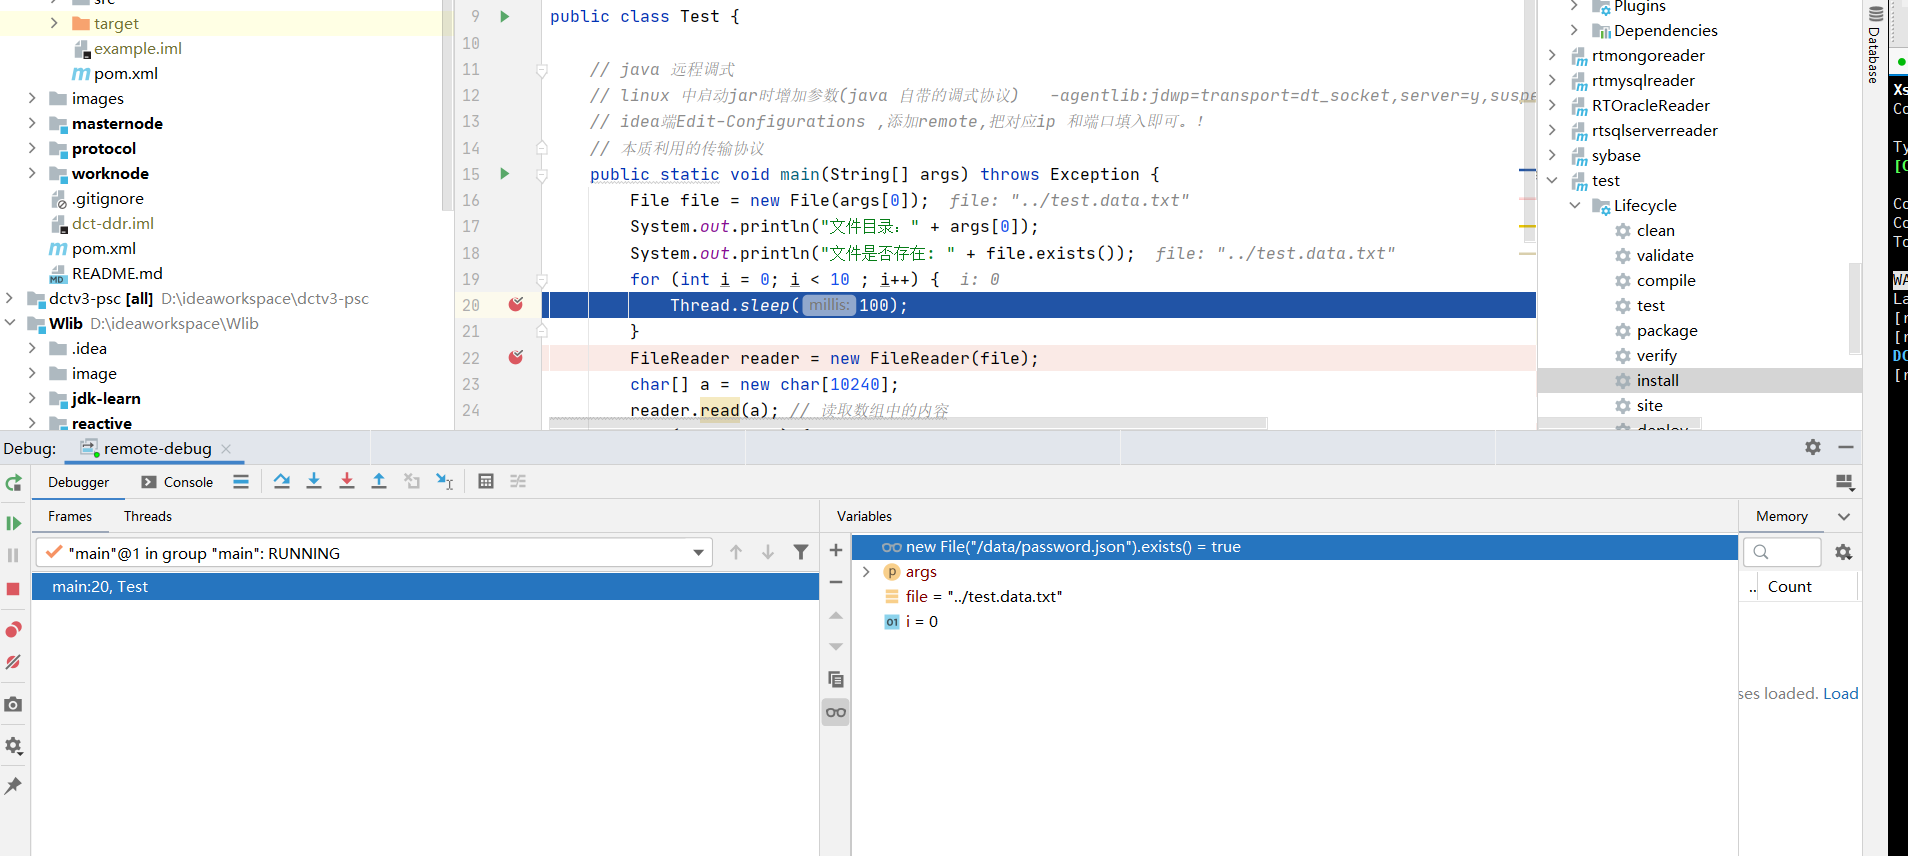 src
target
example.iml
pom.xml
images
masternode
protocol
worknode
.gitignore
dct-ddr.iml
pom.xml
README.md
dctv3-psc [all] D:\ideaworkspace\dctv3-psc
Wlib D:\ideaworkspace\Wlib
.idea
image
jdk-learn
reactive
9 public class Test {
10
11 // java 远程调式
12 // linux 中启动jar时增加参数(java 自带的调式协议) -agentlib:jdwp=transport=dt_socket,server=y,suspe
13 // idea端Edit-Configurations ,添加remote,把对应ip 和端口填入即可。!
14 // 本质利用的传输协议
15 public static void main(String[] args) throws Exception {
16 File file = new File(args[0]); file: "../test.data.txt"
17 System.out.println("文件目录: " + args[0]);
18 System.out.println("文件是否存在: " + file.exists()); file: "../test.data.txt"
19 for (int i = 0; i < 10 ; i++) { i: 0
20 Thread.sleep( millis: 100);
21 }
22 FileReader reader = new FileReader(file);
23 char[] a = new char[10240];
24 reader.read(a); // 读取数组中的内容
Plugins
Dependencies
rtmongoreader
rtmysqlreader
RTOracleReader
rtsqlserverreader
sybase
test
Lifecycle
clean
validate
compile
test
package
verify
install
site
deploy
Database
Xs
Co
Ty
[C
Co
Co
To
WA
La
[r
[r
DC
[r
Debug: remote-debug
Debugger Console
Frames Threads
"main"@1 in group "main": RUNNING
main:20, Test
Variables
new File("/data/password.json").exists() = true
args
file = "../test.data.txt"
01 i = 0
Memory
.. Count
ses loaded. Load